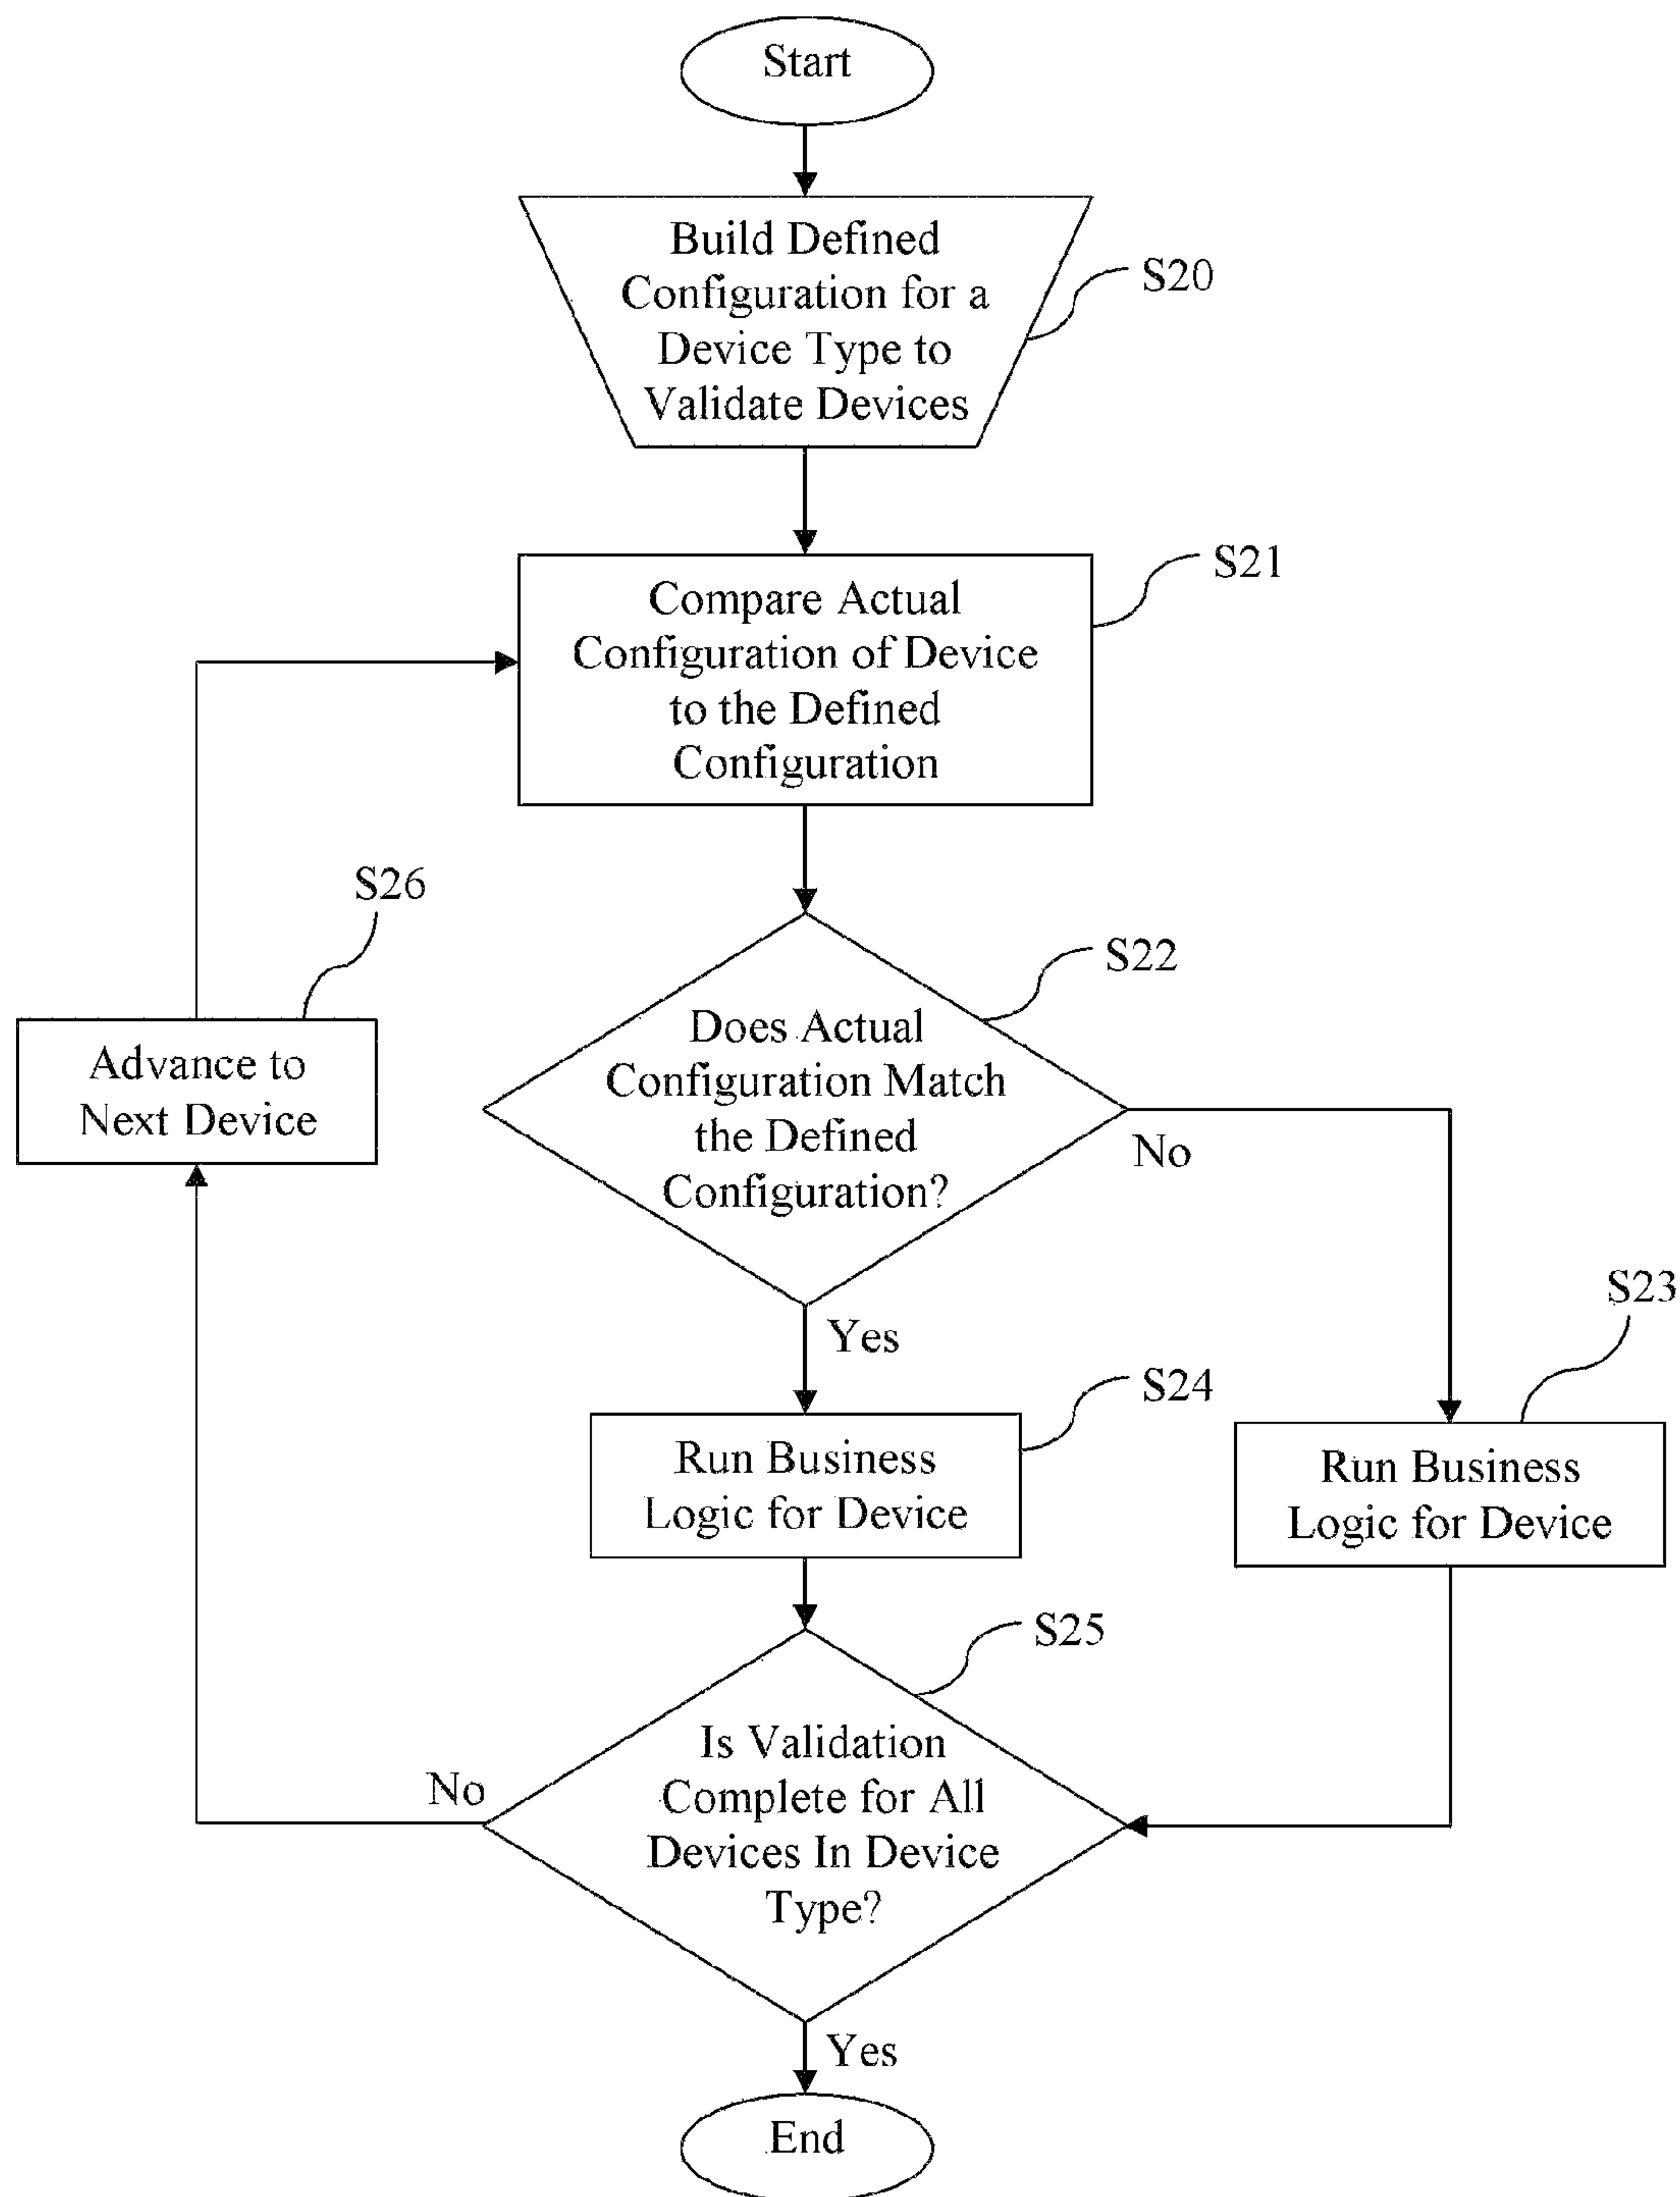 Start
Build Defined
Configuration for a
Device Type to
Validate Devices
S20
Compare Actual
Configuration of Device
to the Defined
Configuration
S21
S26
Advance to
Next Device
S22
Does Actual
Configuration Match
the Defined
Configuration?
No
Yes
S23
S24
Run Business
Logic for Device
Run Business
Logic for Device
S25
Is Validation
Complete for All
Devices In Device
Type?
No
Yes
End